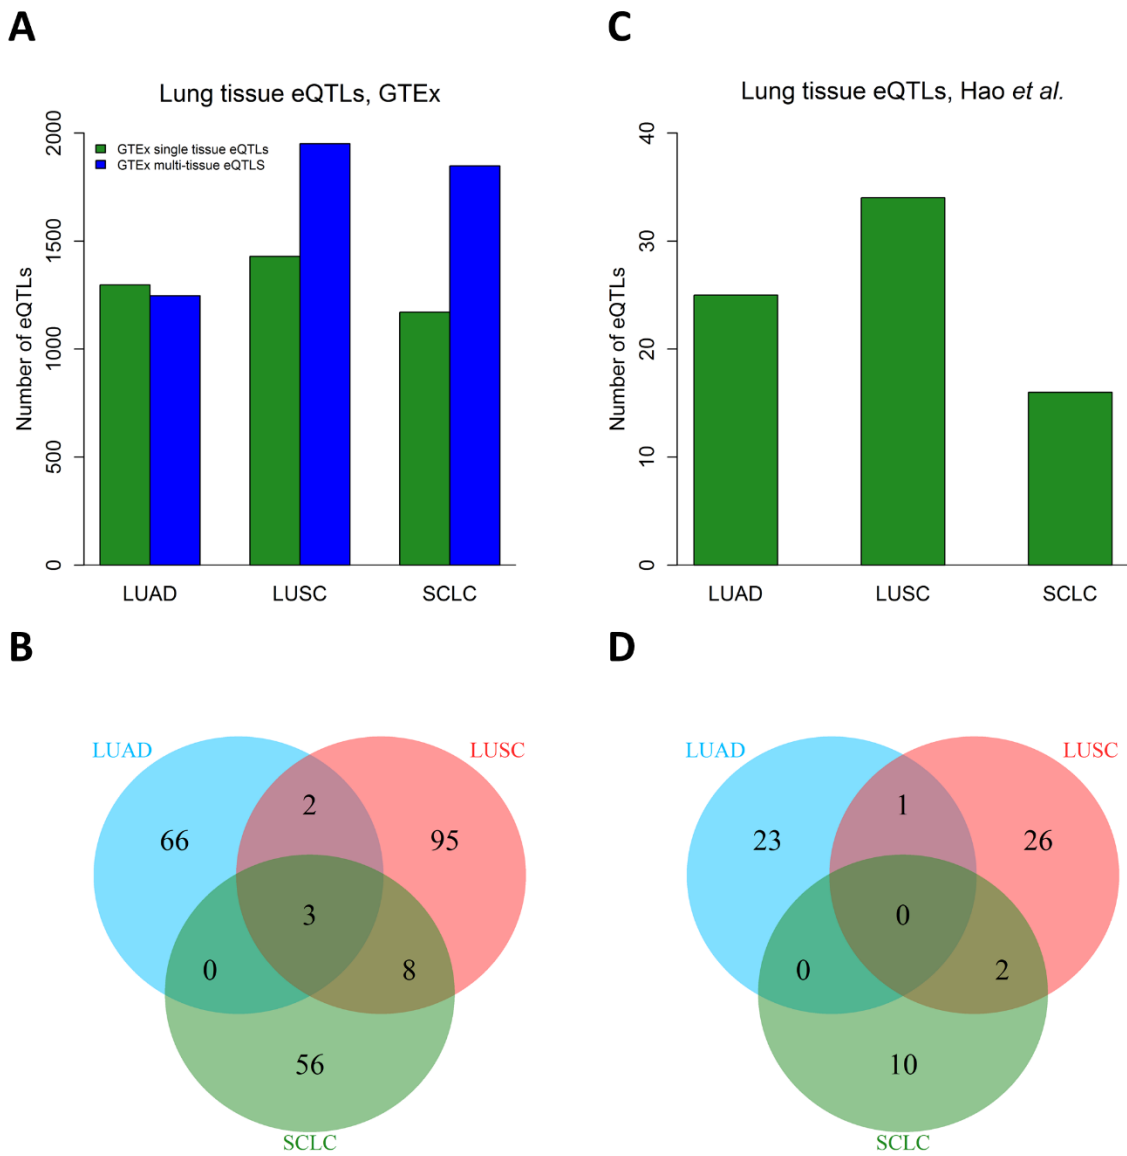 A
Lung tissue eQTLs, GTEx
GTEx single tissue eQTLs
GTEx multi-tissue eQTLS
Number of eQTLs
0
500
1000
1500
2000
LUAD
LUSC
SCLC
C
Lung tissue eQTLs, Hao et al.
Number of eQTLs
0
10
20
30
40
LUAD
LUSC
SCLC
B
LUAD
LUSC
2
66
95
3
0
8
56
SCLC
D
LUAD
LUSC
1
23
26
0
0
2
10
SCLC